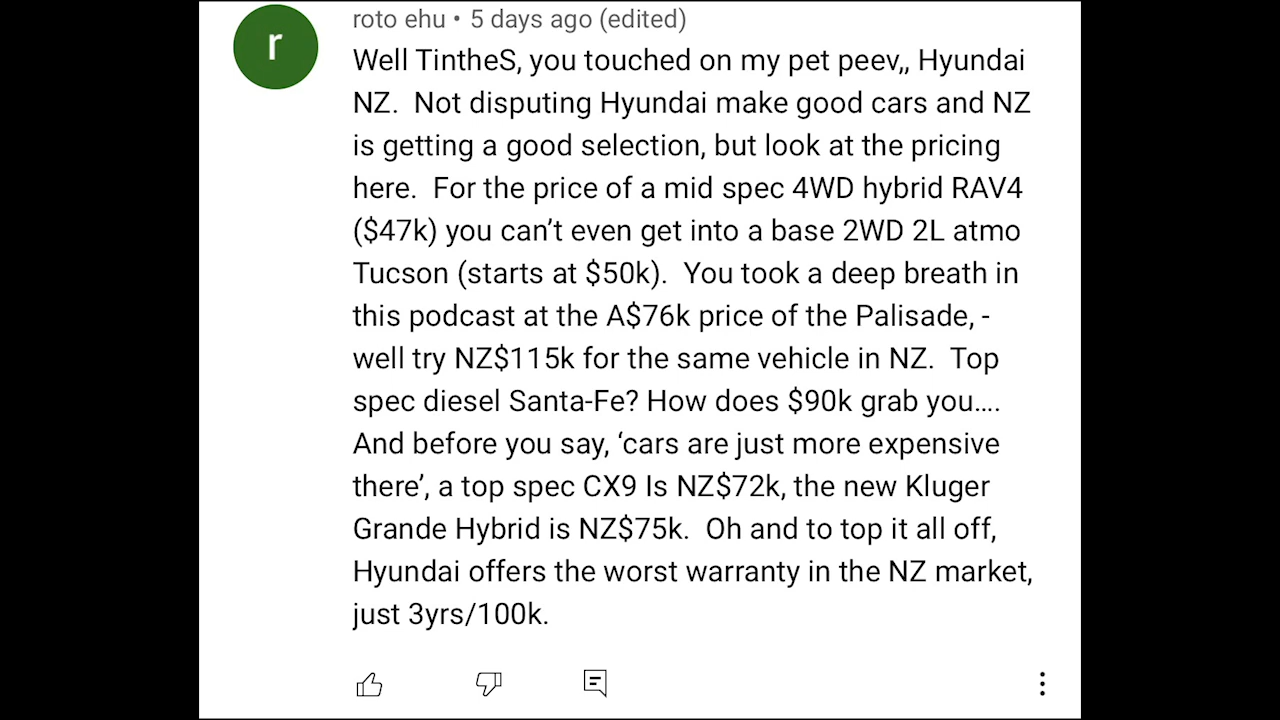 r
roto ehu • 5 days ago (edited)
Well TintheS, you touched on my pet peev,, Hyundai
NZ.  Not disputing Hyundai make good cars and NZ
is getting a good selection, but look at the pricing
here.  For the price of a mid spec 4WD hybrid RAV4
($47k) you can’t even get into a base 2WD 2L atmo
Tucson (starts at $50k).  You took a deep breath in
this podcast at the A$76k price of the Palisade, -
well try NZ$115k for the same vehicle in NZ.  Top
spec diesel Santa-Fe? How does $90k grab you....
And before you say, ‘cars are just more expensive
there’, a top spec CX9 Is NZ$72k, the new Kluger
Grande Hybrid is NZ$75k.  Oh and to top it all off,
Hyundai offers the worst warranty in the NZ market,
just 3yrs/100k.